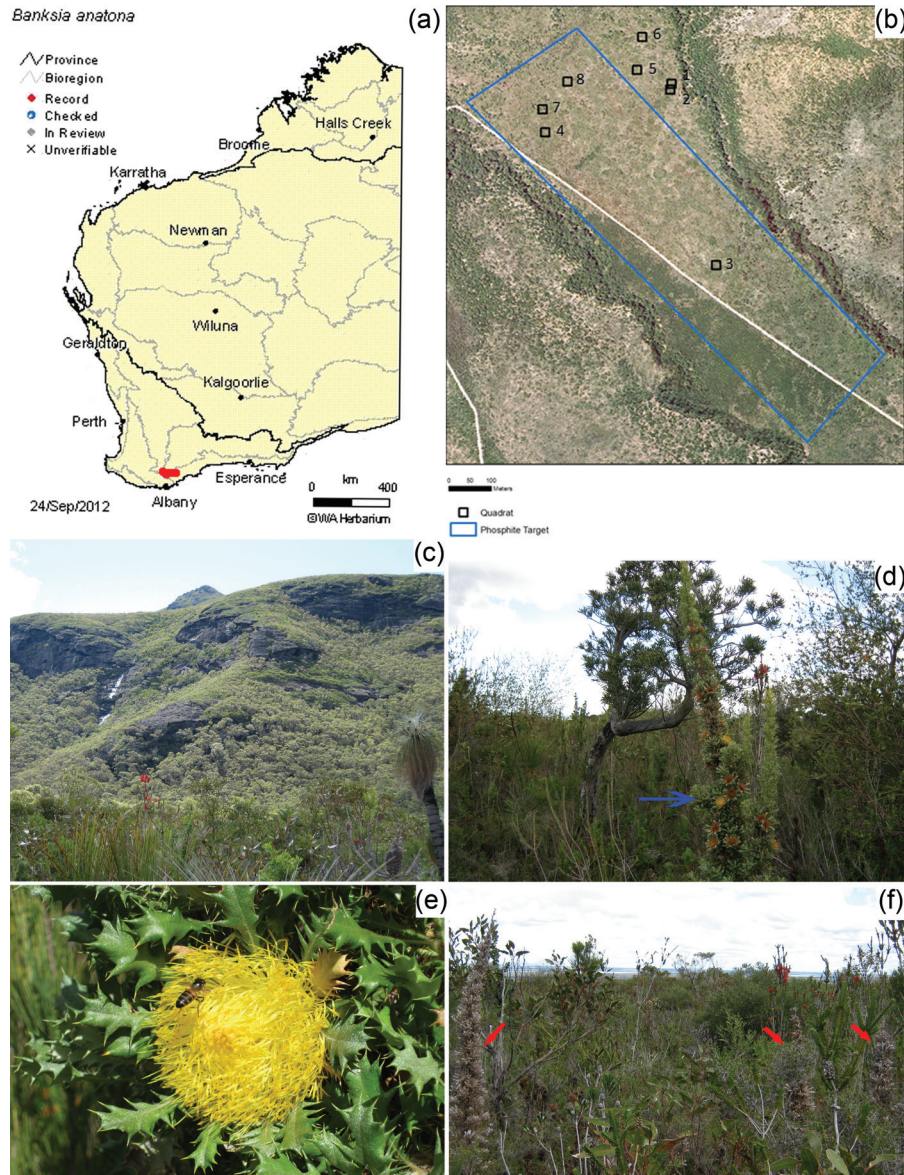 Banksia anatona
(a)
Province
Bioregion
Record
Checked
In Review
Unverifiable
Halls Creek
Broome
Karratha
Newman
Wiluna
Geraldton
Kalgoorlie
Perth
Esperance
Albany
24/Sep/2012
0 km 400
©WA Herbarium
(b)
6
5
1
2
8
7
4
3
0 50 100
Meters
Quadrat
Phosphite Target
(c)
(d)
(e)
(f)